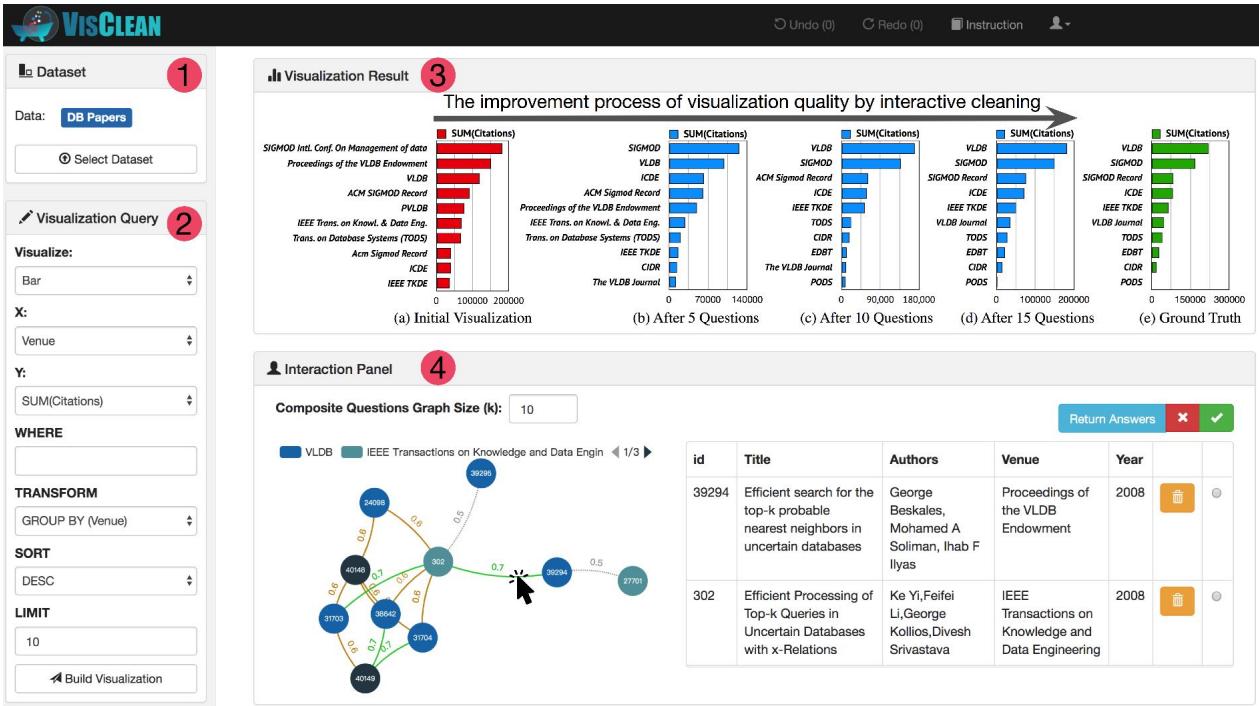 VISCLEAN
Undo (0) Redo (0) Instruction
Dataset 1
Data: DB Papers
Select Dataset
Visualization Query 2
Visualize:
Bar
X:
Venue
Y:
SUM(Citations)
WHERE
TRANSFORM
GROUP BY (Venue)
SORT
DESC
LIMIT
10
Build Visualization
Visualization Result 3
The improvement process of visualization quality by interactive cleaning
SUM(Citations)
SIGMOD Intl. Conf. On Management of data
Proceedings of the VLDB Endowment
VLDB
ACM SIGMOD Record
PVLDB
IEEE Trans. on Knowl. & Data Eng.
Trans. on Database Systems (TODS)
Acm Sigmod Record
ICDE
IEEE TKDE
0 100000 200000
(a) Initial Visualization
SUM(Citations)
SIGMOD
VLDB
ICDE
ACM Sigmod Record
Proceedings of the VLDB Endowment
IEEE Trans. on Knowl. & Data Eng.
Trans. on Database Systems (TODS)
IEEE TKDE
CIDR
The VLDB Journal
0 70000 140000
(b) After 5 Questions
SUM(Citations)
VLDB
SIGMOD
ACM Sigmod Record
ICDE
IEEE TKDE
TODS
CIDR
EDBT
The VLDB Journal
PODS
0 90,000 180,000
(c) After 10 Questions
SUM(Citations)
VLDB
SIGMOD
SIGMOD Record
ICDE
IEEE TKDE
VLDB Journal
TODS
EDBT
CIDR
PODS
0 100000 200000
(d) After 15 Questions
SUM(Citations)
VLDB
SIGMOD
SIGMOD Record
ICDE
IEEE TKDE
VLDB Journal
TODS
EDBT
CIDR
PODS
0 150000 300000
(e) Ground Truth
Interaction Panel 4
Composite Questions Graph Size (k): 10
Return Answers
VLDB IEEE Transactions on Knowledge and Data Engin 1/3
39295
24098
0.6
0.5
0.6
302
40148
0.7
0.6
0.7
39294
0.5
27701
0.6
0.6
0.6
31703
38642
31704
0.6
0.7
0.7
40149
id Title Authors Venue Year
39294 Efficient search for the George Proceedings of 2008
top-k probable Beskales, the VLDB
nearest neighbors in Mohamed A Endowment
uncertain databases Soliman, Ihab F
Ilyas
302 Efficient Processing of Ke Yi,Feifei IEEE 2008
Top-k Queries in Li,George Transactions on
Uncertain Databases Kollios,Divesh Knowledge and
with x-Relations Srivastava Data Engineering